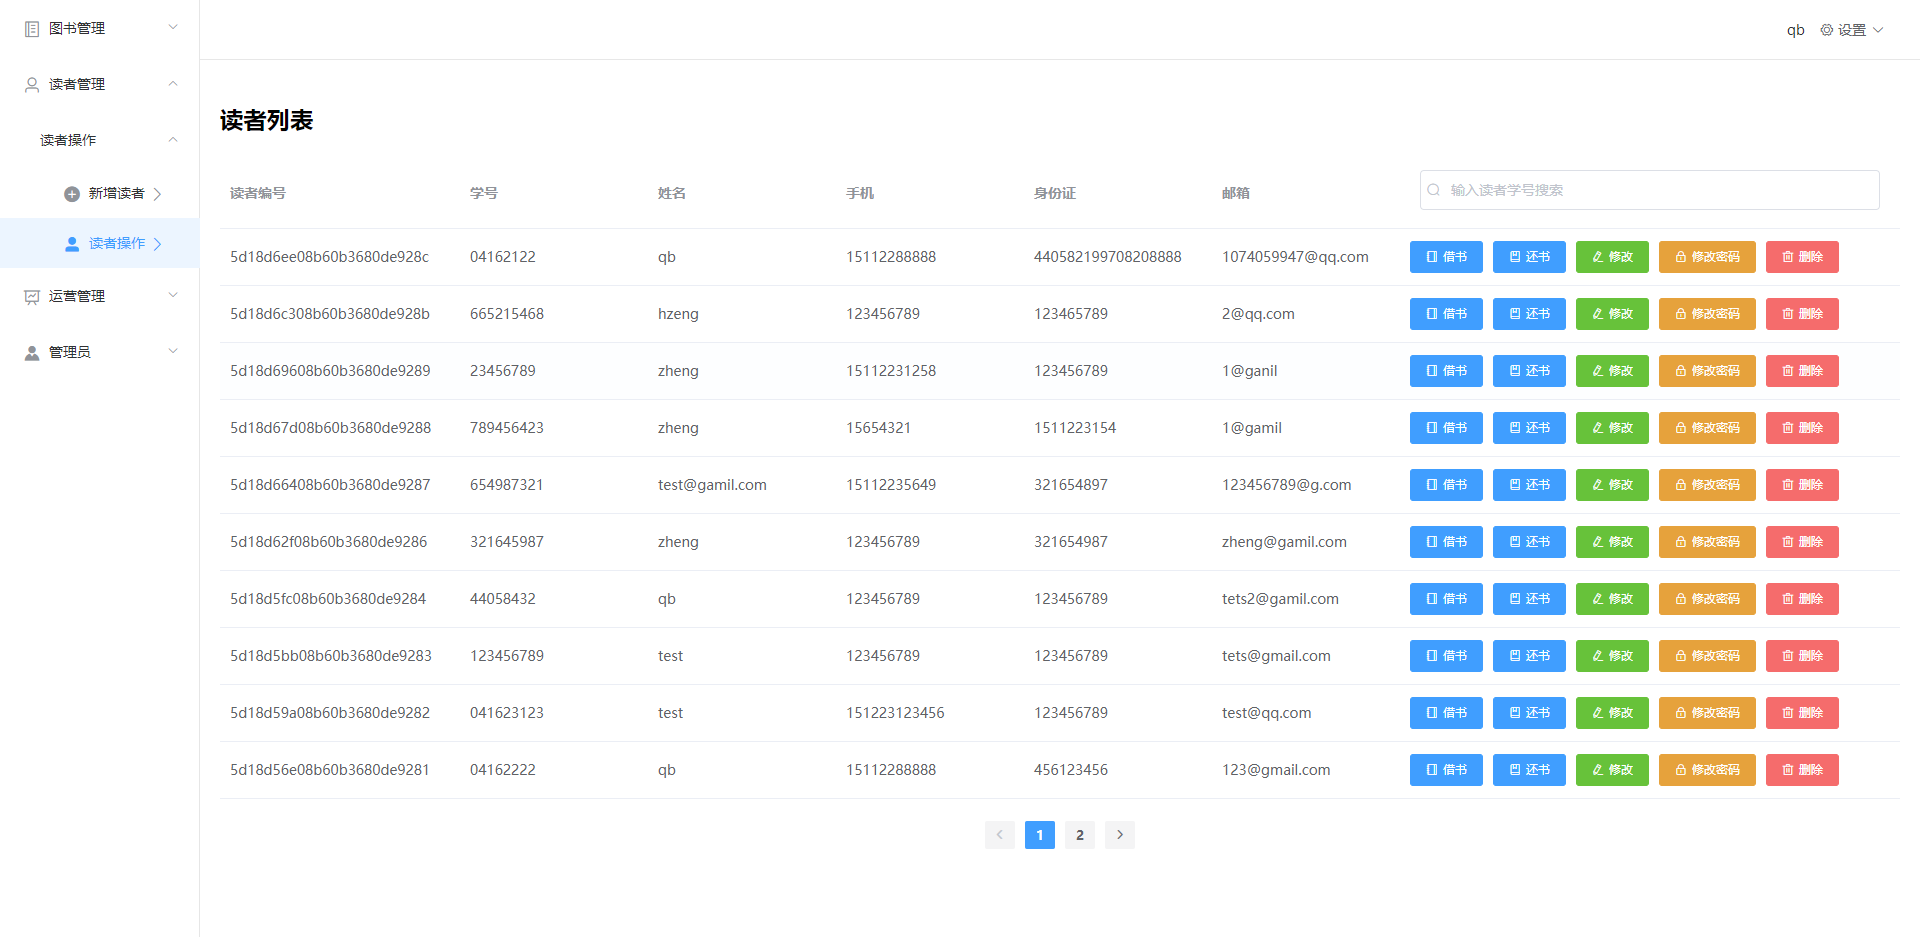 图书管理
读者管理
读者操作
新增读者
读者操作
运营管理
管理员
qb 设置
读者列表
读者编号 学号 姓名 手机 身份证 邮箱 输入读者学号搜索
5d18d6ee08b60b3680de928c 04162122 qb 15112288888 440582199708208888 1074059947@qq.com 借书 还书 修改 修改密码 删除
5d18d6c308b60b3680de928b 665215468 hzeng 123456789 123465789 2@qq.com 借书 还书 修改 修改密码 删除
5d18d69608b60b3680de9289 23456789 zheng 15112231258 123456789 1@ganil 借书 还书 修改 修改密码 删除
5d18d67d08b60b3680de9288 789456423 zheng 15654321 1511223154 1@gamil 借书 还书 修改 修改密码 删除
5d18d66408b60b3680de9287 654987321 test@gamil.com 15112235649 321654897 123456789@g.com 借书 还书 修改 修改密码 删除
5d18d62f08b60b3680de9286 321645987 zheng 123456789 321654987 zheng@gamil.com 借书 还书 修改 修改密码 删除
5d18d5fc08b60b3680de9284 44058432 qb 123456789 123456789 tets2@gamil.com 借书 还书 修改 修改密码 删除
5d18d5bb08b60b3680de9283 123456789 test 123456789 123456789 tets@gmail.com 借书 还书 修改 修改密码 删除
5d18d59a08b60b3680de9282 041623123 test 151223123456 123456789 test@qq.com 借书 还书 修改 修改密码 删除
5d18d56e08b60b3680de9281 04162222 qb 15112288888 456123456 123@gmail.com 借书 还书 修改 修改密码 删除
1 2